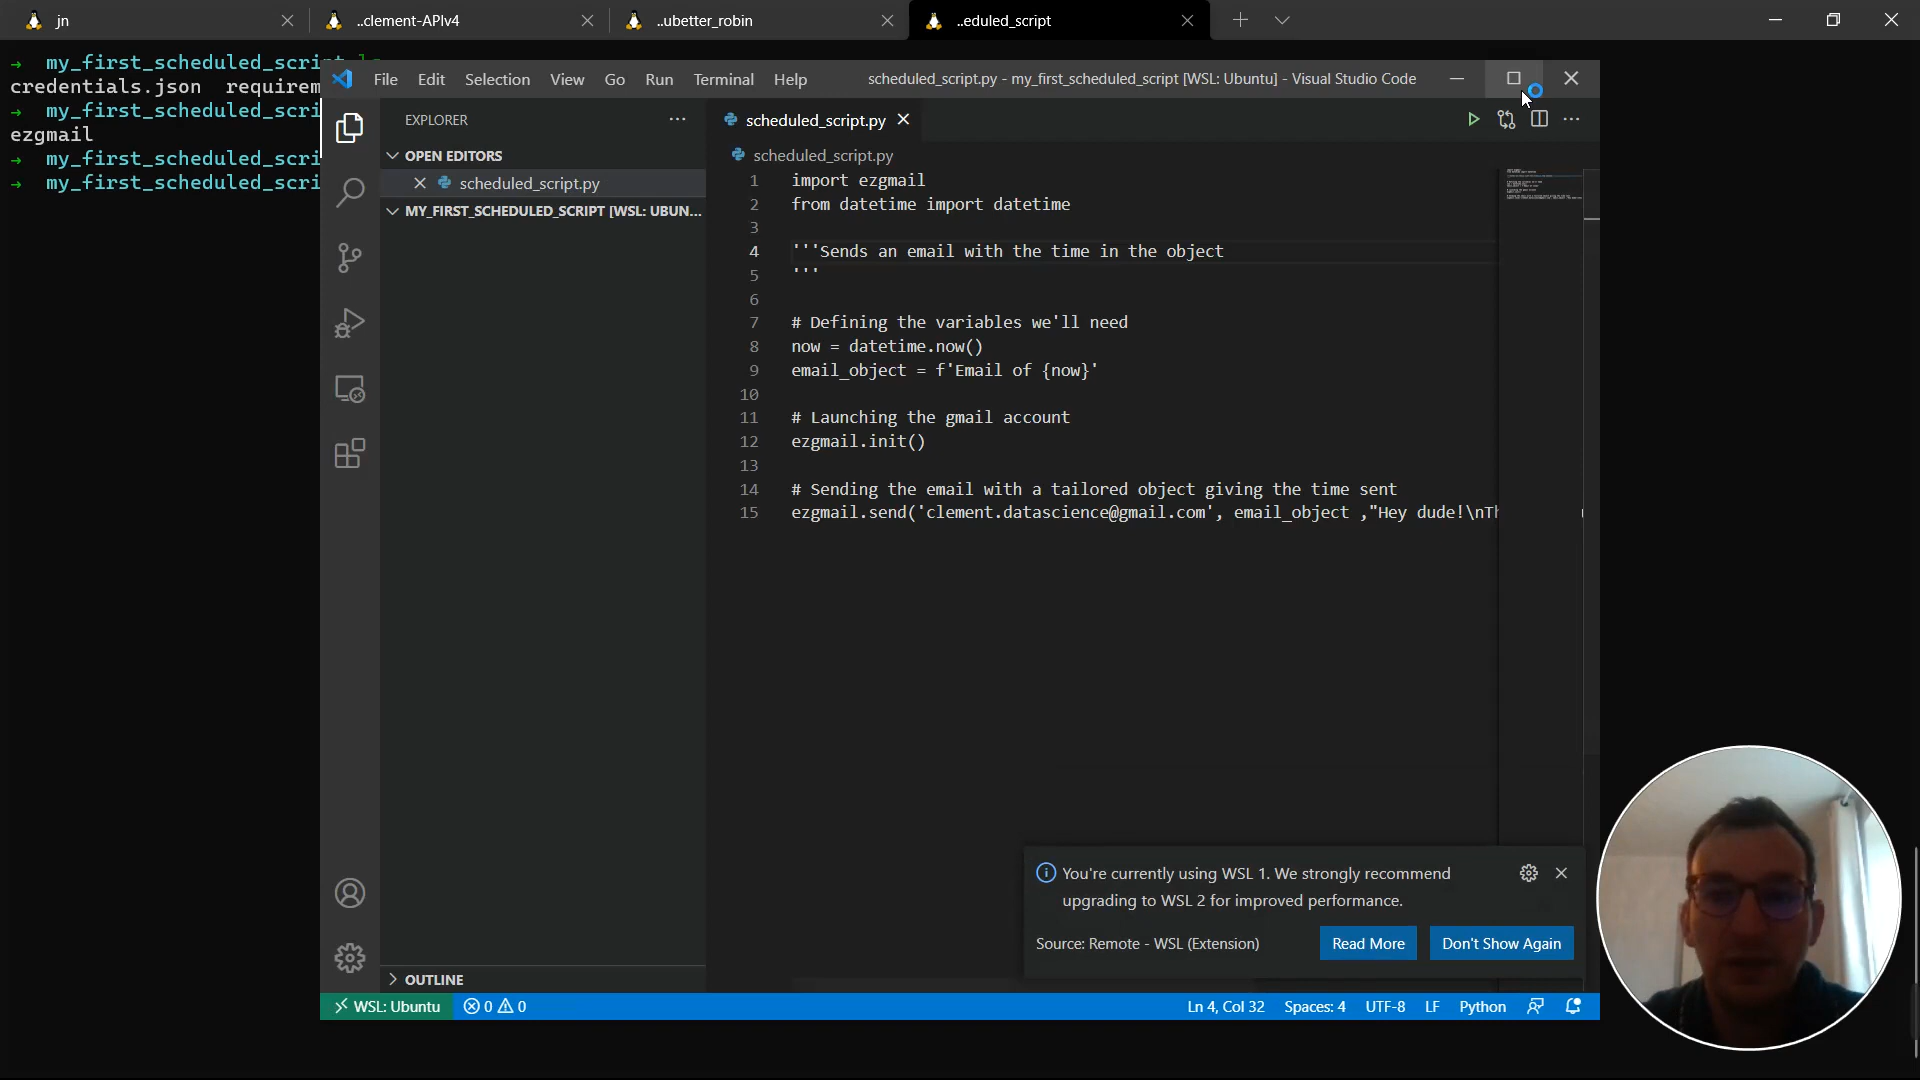 jn
..clement-APIv4
..ubetter_robin
..eduled_script
→ my_first_scheduled_scri
credentials.json requirem
→ my_first_scheduled_scri
ezgmail
→ my_first_scheduled_scri
→ my_first_scheduled_scri
File Edit Selection View Go Run Terminal Help
scheduled_script.py - my_first_scheduled_script [WSL: Ubuntu] - Visual Studio Code
EXPLORER
OPEN EDITORS
scheduled_script.py
MY_FIRST_SCHEDULED_SCRIPT [WSL: UBUN...
OUTLINE
scheduled_script.py
scheduled_script.py
1 import ezgmail
2 from datetime import datetime
3
4 '''Sends an email with the time in the object
5 '''
6
7 # Defining the variables we'll need
8 now = datetime.now()
9 email_object = f'Email of {now}'
10
11 # Launching the gmail account
12 ezgmail.init()
13
14 # Sending the email with a tailored object giving the time sent
15 ezgmail.send('clement.datascience@gmail.com', email_object ,"Hey dude!\nTh
You're currently using WSL 1. We strongly recommend
upgrading to WSL 2 for improved performance.
Source: Remote - WSL (Extension)
Read More
Don't Show Again
WSL: Ubuntu
0
0
Ln 4, Col 32
Spaces: 4
UTF-8
LF
Python